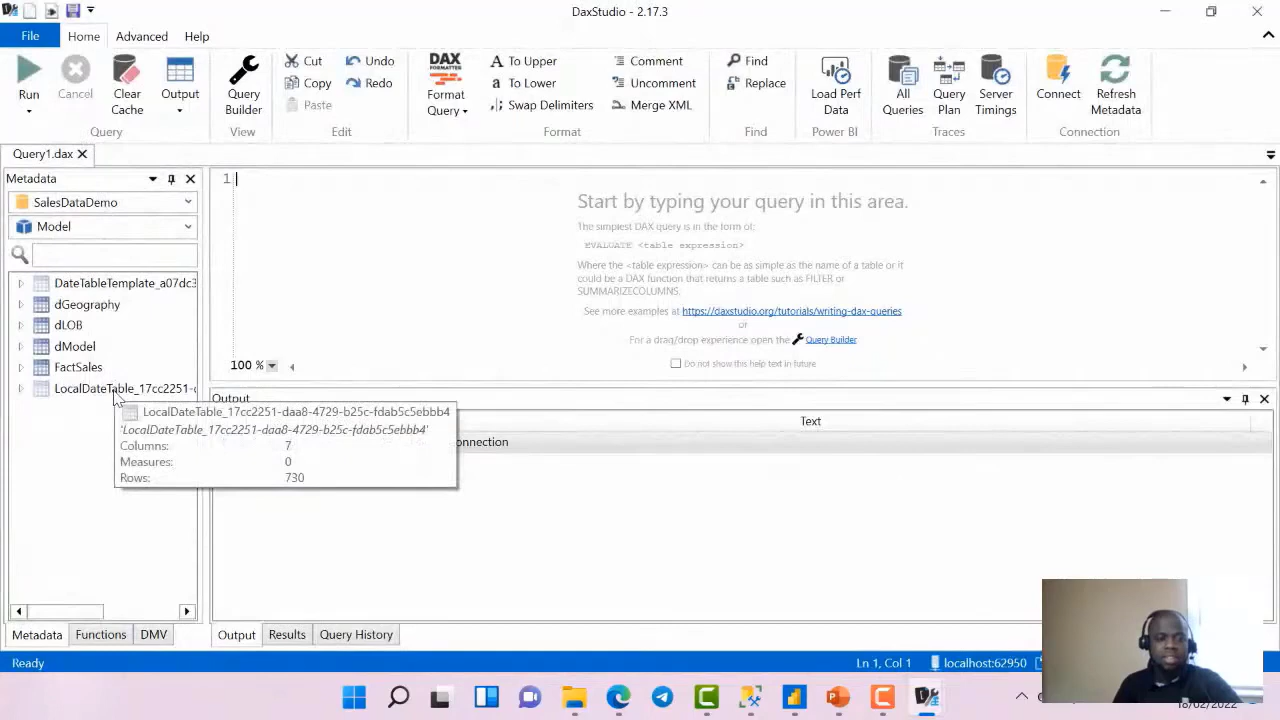 DaxStudio - 2.17.3
File Home Advanced Help
Run
Cancel
Clear Cache
Output
Query
Query Builder
View
Cut
Copy
Paste
Undo
Redo
Edit
DAX FORMATTER
Format Query
To Upper
To Lower
Swap Delimiters
Comment
Uncomment
Merge XML
Format
Find
Replace
Find
Load Perf Data
Power BI
All Queries
Query Plan
Server Timings
Traces
Connect
Refresh Metadata
Connection
Query1.dax
Metadata
SalesDataDemo
Model
DateTableTemplate_a07dc3
dGeography
dLOB
dModel
FactSales
LocalDateTable_17cc2251-
LocalDateTable_17cc2251-daa8-4729-b25c-fdab5c5ebbb4
'LocalDateTable_17cc2251-daa8-4729-b25c-fdab5c5ebbb4'
Columns: 7
Measures: 0
Rows: 730
1
Start by typing your query in this area.
The simplest DAX query is in the form of:
EVALUATE <table expression>
Where the <table expression> can be as simple as the name of a table or it
could be a DAX function that returns a table such as FILTER or
SUMMARIZECOLUMNS.
See more examples at https://daxstudio.org/tutorials/writing-dax-queries
or
For a drag/drop experience open the Query Builder
Do not show this help text in future
100 %
Output
Text
onnection
Metadata Functions DMV
Output Results Query History
Ready
Ln 1, Col 1
localhost:62950
18/02/2022